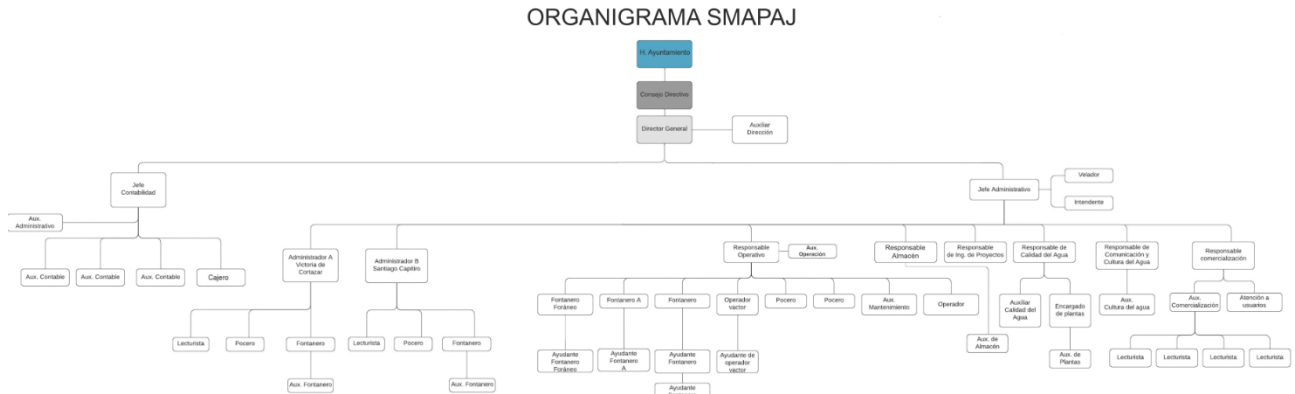 ORGANIGRAMA SMAPAJ
H. Ayuntamiento
Consejo Directivo
Director General
Auxiliar
Dirección
Jefe
Contabilidad
Jefe Administrativo
Velador
Intendente
Aux.
Administrativo
Aux. Contable
Aux. Contable
Aux. Contable
Cajero
Administrador A
Victoria de
Cortazar
Administrador B
Santiago Capitiro
Responsable
Operativo
Aux.
Operación
Responsable
Almacén
Responsable
de Ing. de Proyectos
Responsable de
Calidad del Agua
Responsable de
Comunicación y
Cultura del Agua
Responsable
comercialización
Fontanero
Foráneo
Fontanero A
Fontanero
Operador
vactor
Pocero
Pocero
Aux.
Mantenimiento
Operador
Auxiliar
Calidad del
Agua
Encargado
de plantas
Aux.
Cultura del agua
Aux.
Comercialización
Atención a
usuarios
Lecturista
Pocero
Fontanero
Lecturista
Pocero
Fontanero
Ayudante
Fontanero
Foráneo
Ayudante
Fontanero
A
Ayudante
Fontanero
Ayudante de
operador
vactor
Aux. de
Almacén
Aux. de
Plantas
Lecturista
Lecturista
Lecturista
Lecturista
Aux. Fontanero
Aux. Fontanero
Ayudante